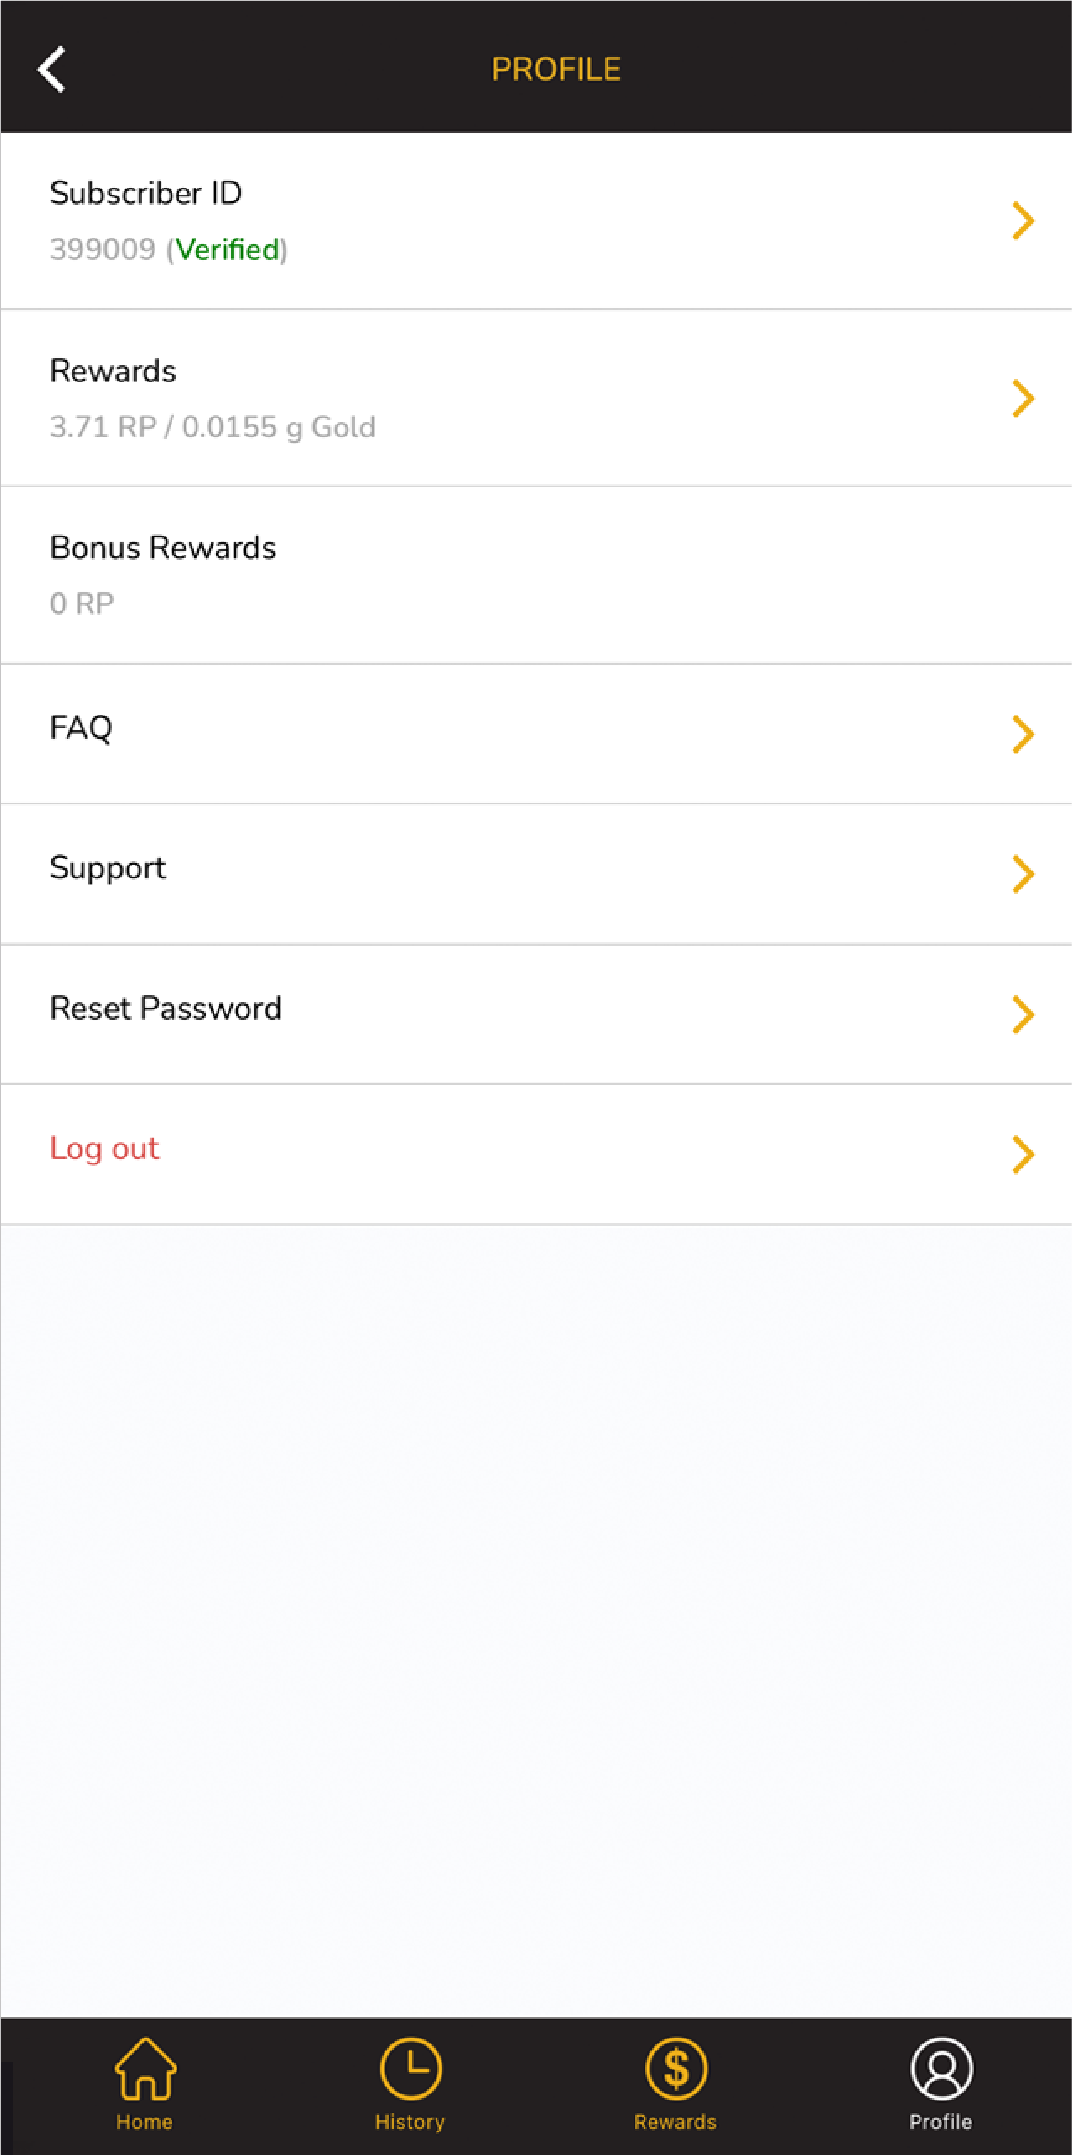 PROFILE
Subscriber ID
399009 (Verified)
Rewards
3.71 RP / 0.0155 g Gold
Bonus Rewards
0 RP
FAQ
Support
Reset Password
Log out
Home History Rewards Profile